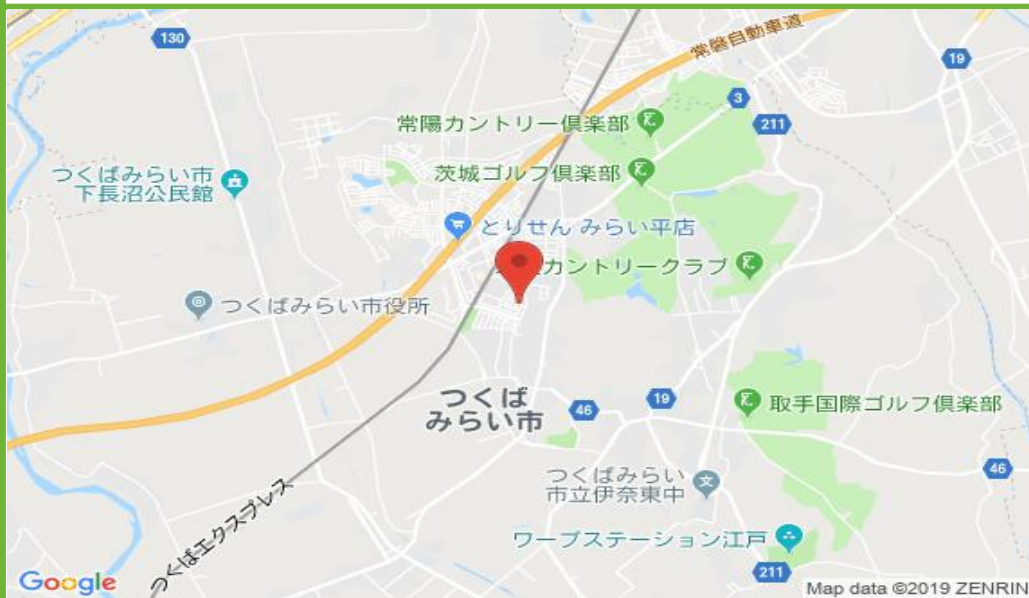 130
常磐自動車道
19
3
211
常陽カントリー倶楽部
茨城ゴルフ倶楽部
つくばみらい市
下長沼公民館
とりせん みらい平店
カントリークラブ
つくばみらい市役所
つくば
みらい市
46
19
取手国際ゴルフ倶楽部
46
つくばみらい
市立伊奈東中
つくばエクスプレス
ワープステーション江戸
211
Google
Map data ©2019 ZENRIN